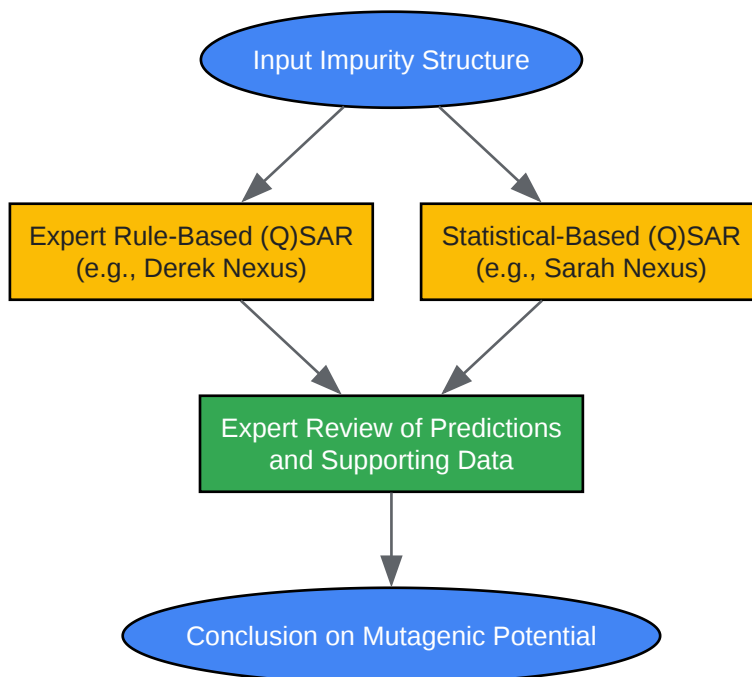 Input Impurity Structure
Expert Rule-Based (Q)SAR
(e.g., Derek Nexus)
Statistical-Based (Q)SAR
(e.g., Sarah Nexus)
Expert Review of Predictions
and Supporting Data
Conclusion on Mutagenic Potential